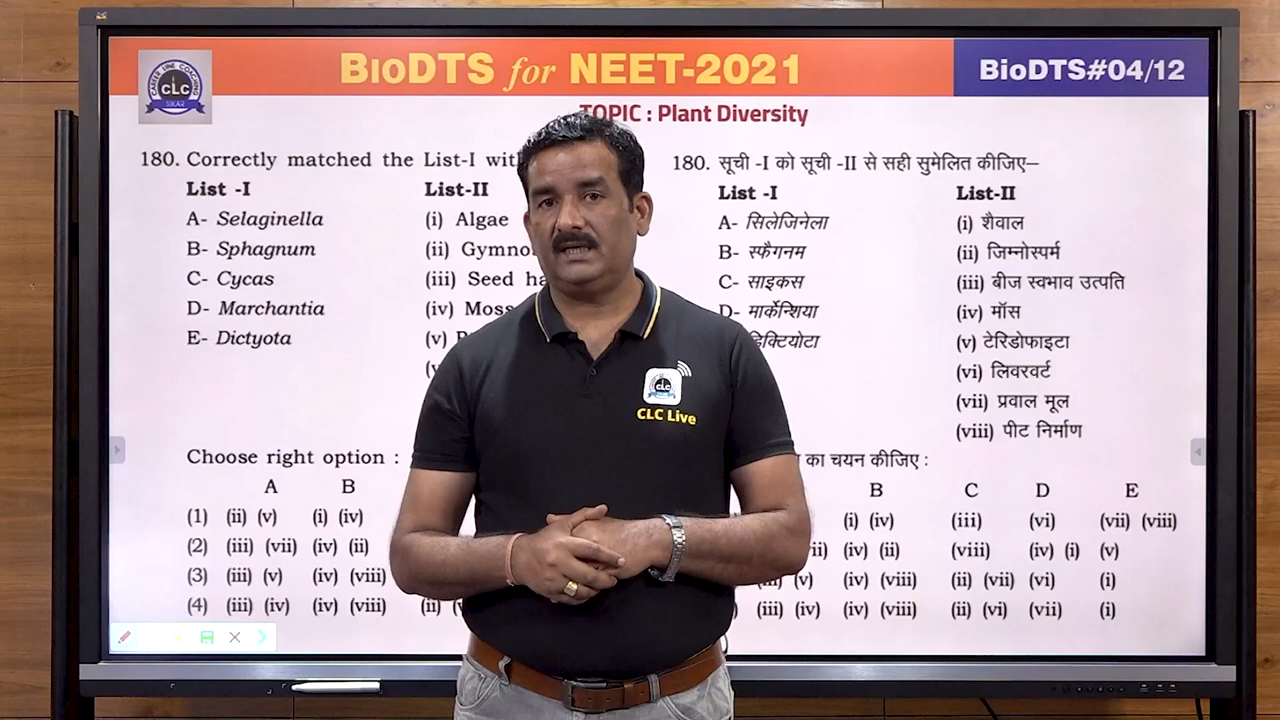 BIODTS for NEET-2021
BioDTS#04/12
CAREER LINE COACHING
CLC
SIKAR
TOPIC : Plant Diversity
180. Correctly matched the List-I
List -I List-II
A- Selaginella (i) Algae
B- Sphagnum (ii)
C- Cycas (iii) Seed
D- Marchantia (iv) Moss
E- Dictyota (v)
Choose right option :
A B
(1) (ii) (v) (i) (iv)
(2) (iii) (vii) (iv) (ii)
(3) (iii) (v) (iv) (viii)
(4) (iii) (iv) (iv) (viii)
180. सूची -I को सूची -II से सही सुमेलित कीजिए–
List -I List-II
A- सिलेजिनेला (i) शैवाल
B- स्फैगनम (ii) जिम्नोस्पर्म
C- साइकस (iii) बीज स्वभाव उत्पति
D- मार्केन्शिया (iv) मॉस
डिक्टियोटा (v) टेरिडोफाइटा
(vi) लिवरवर्ट
(vii) प्रवाल मूल
(viii) पीट निर्माण
का चयन कीजिए :
B C D E
(i) (iv) (iii) (vi) (vii) (viii)
(iv) (ii) (viii) (iv) (i) (v)
(v) (iv) (viii) (ii) (vii) (vi) (i)
(iii) (iv) (iv) (viii) (ii) (vi) (vii) (i)
CLC
CLC Live